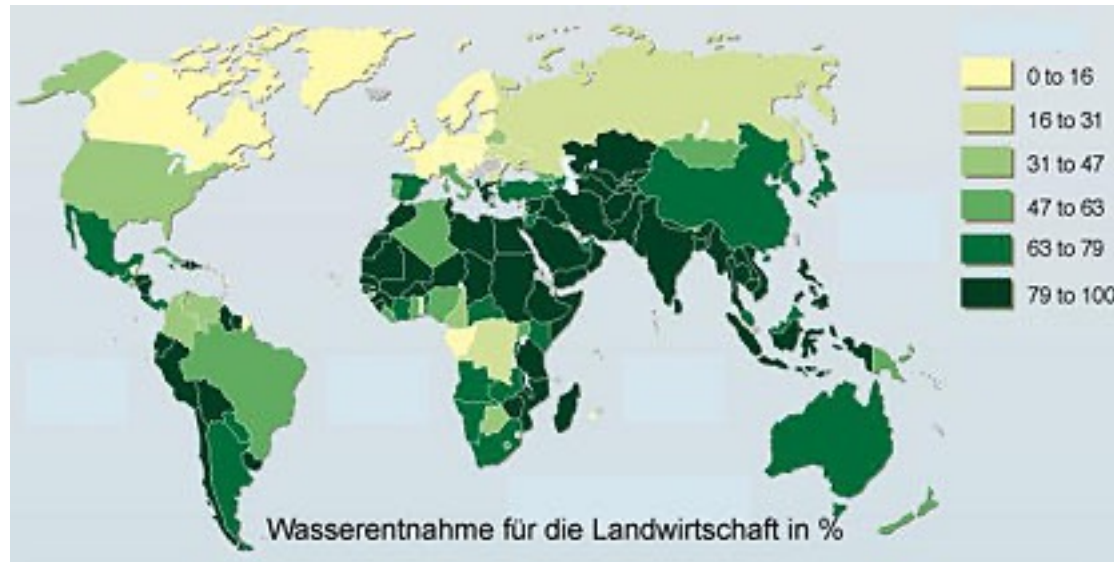 0 to 16
16 to 31
31 to 47
47 to 63
63 to 79
79 to 100
Wasserentnahme für die Landwirtschaft in %